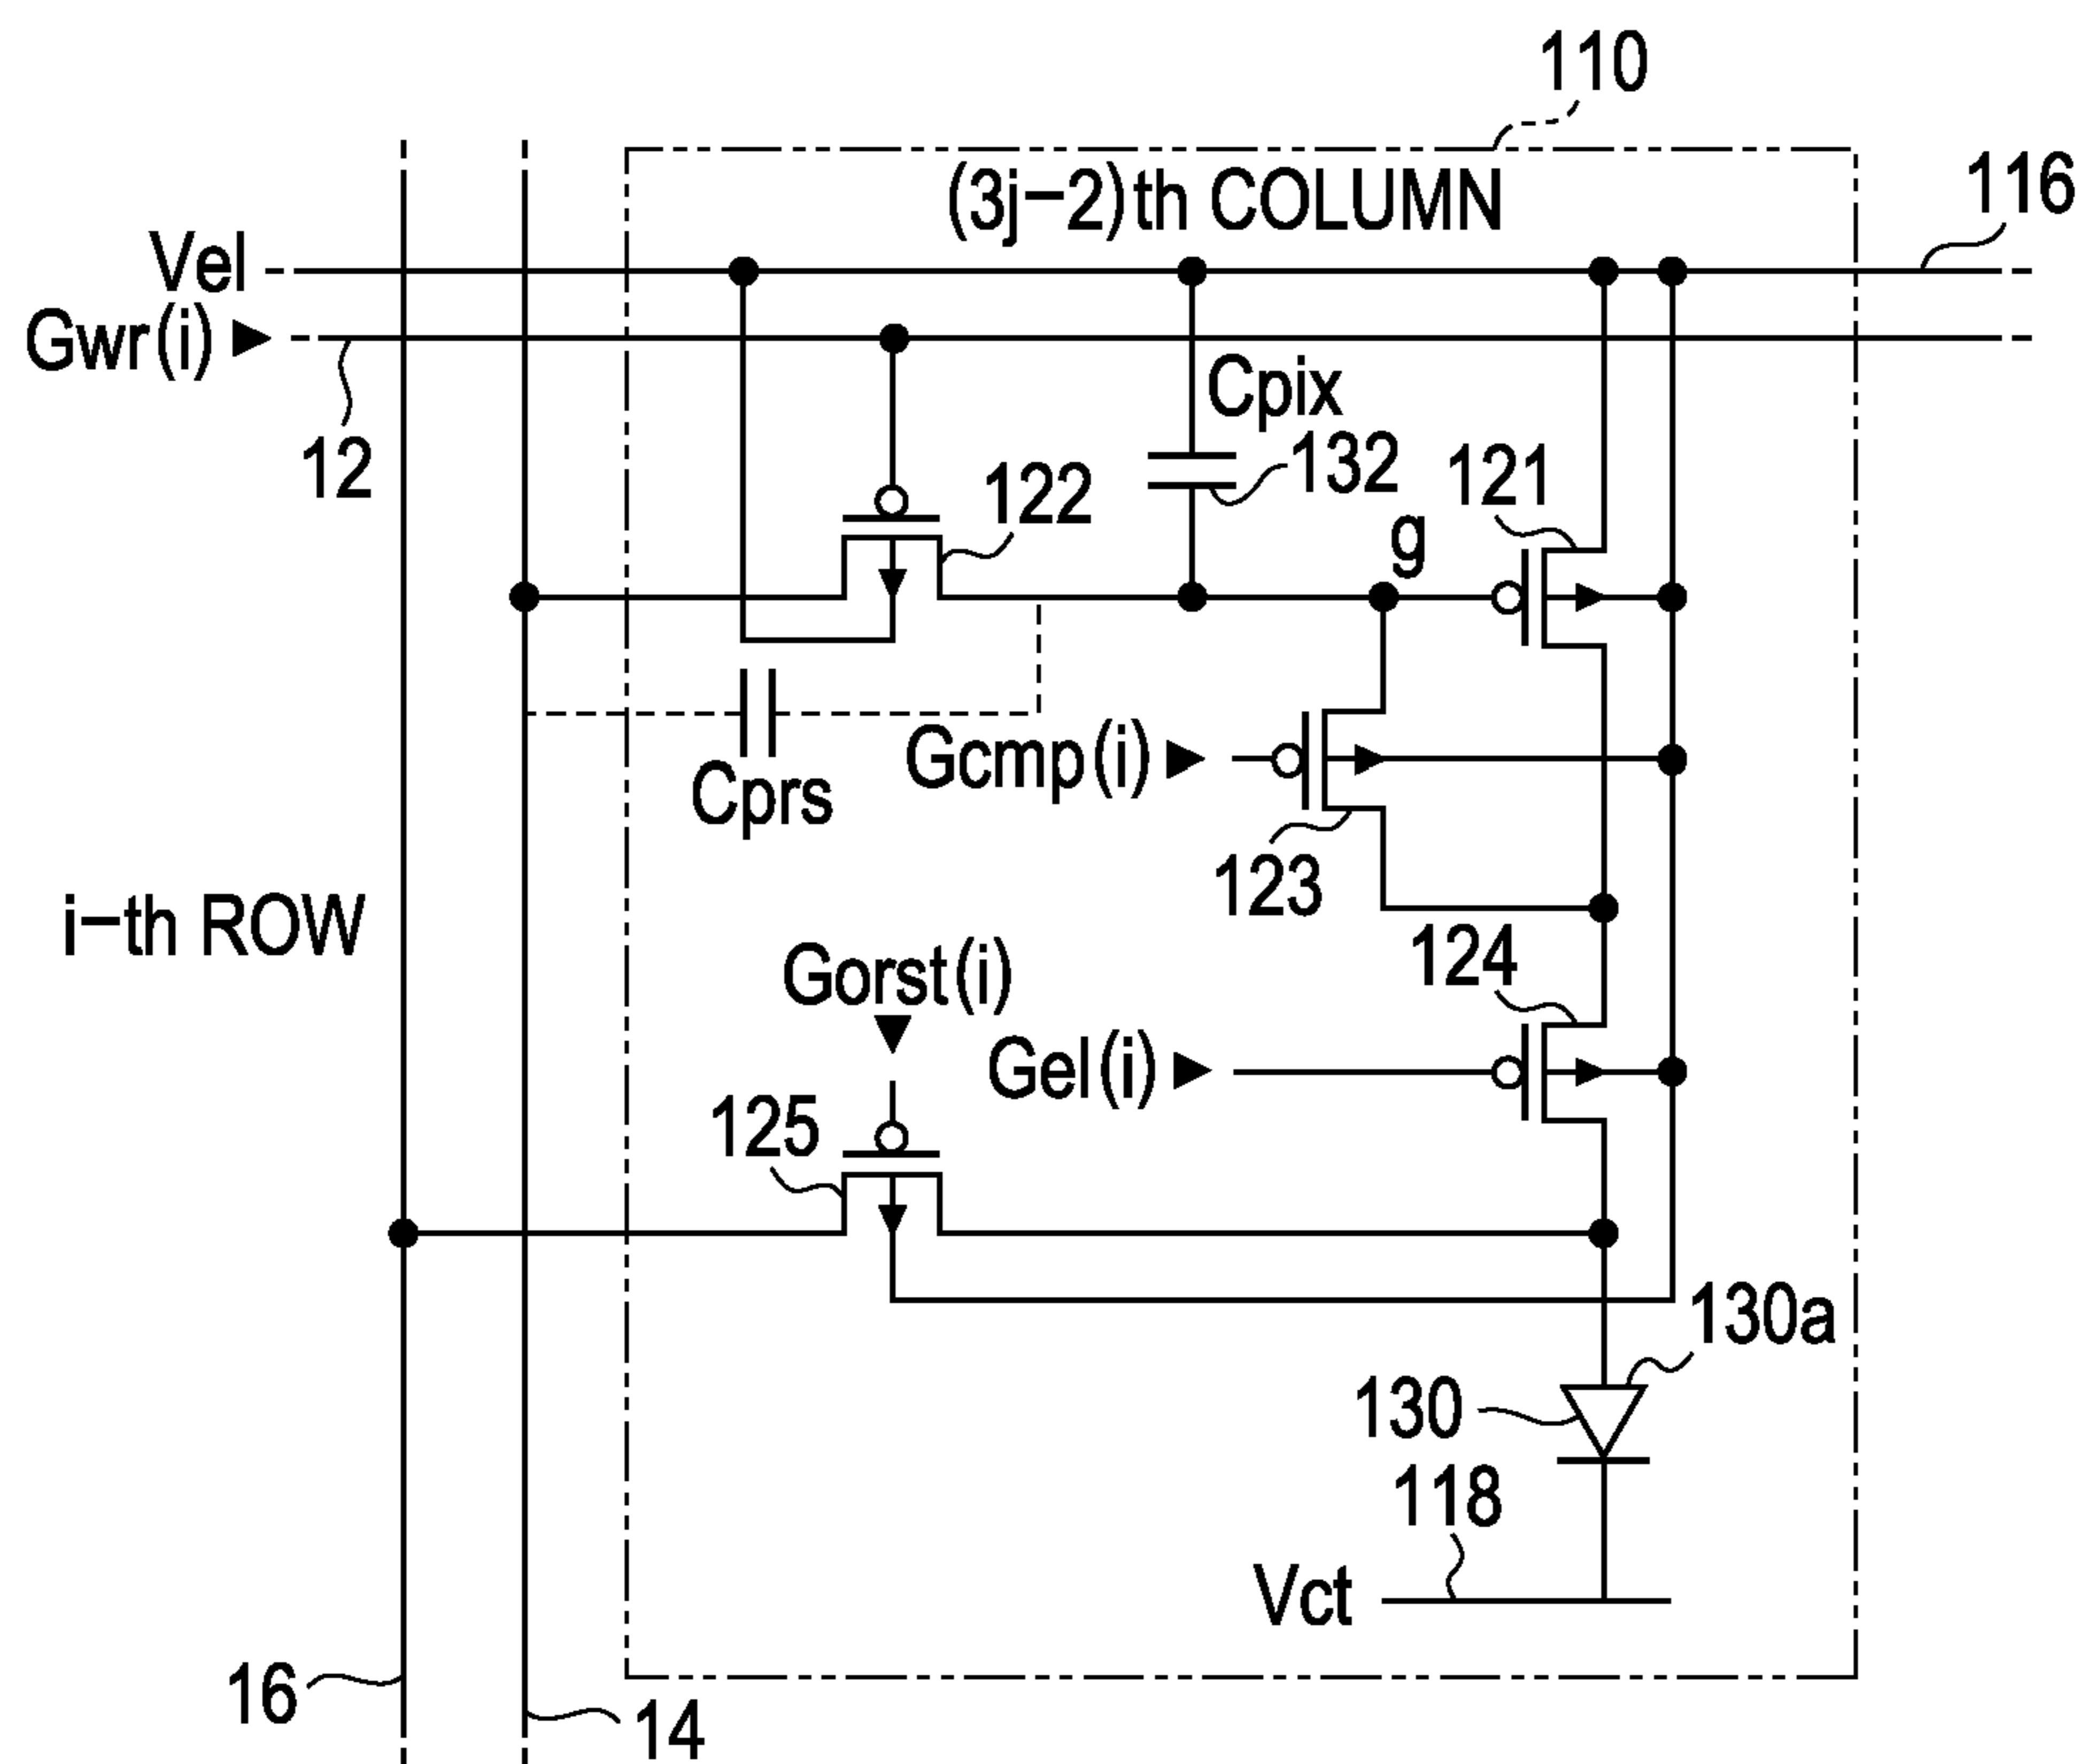 110
(3j−2)th COLUMN
116
Vel
Gwr(i)
12
Cpix
132
121
122
g
Gcmp(i)
Cprs
123
i−th ROW
124
Gorst(i)
Gel(i)
125
130a
130
118
Vct
16
14